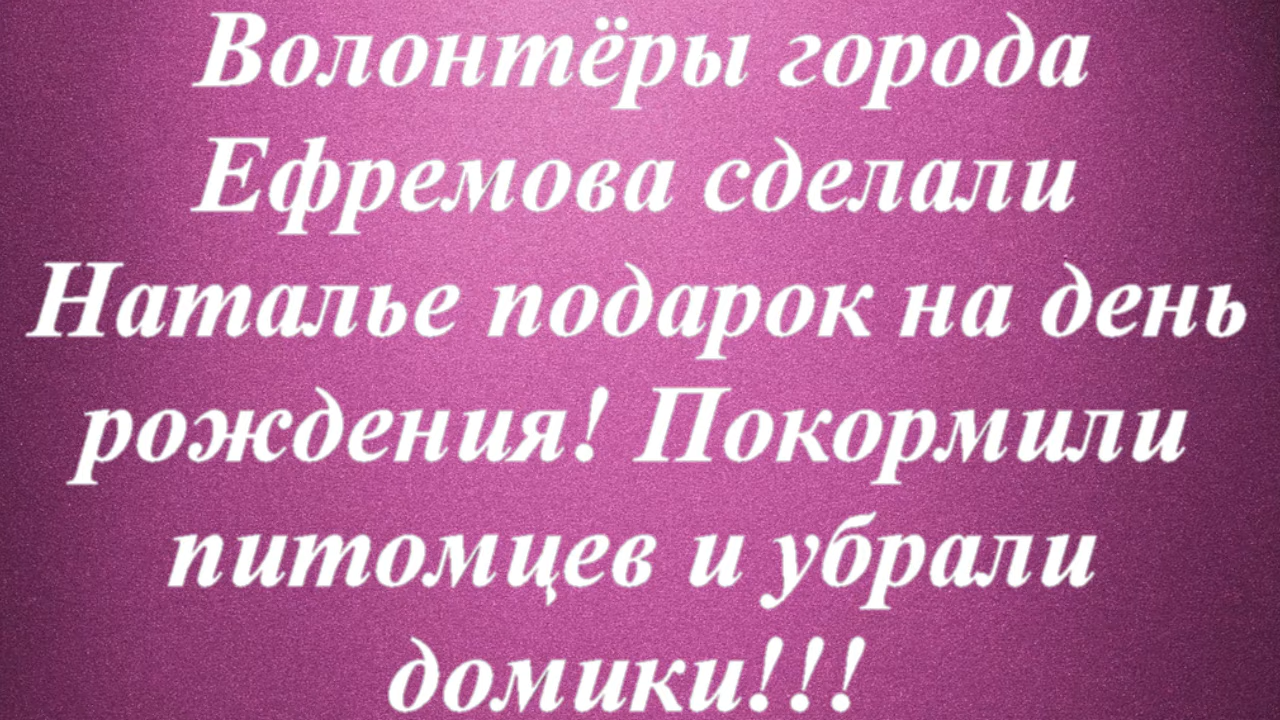 Волонтёры города
Ефремова сделали
Наталье подарок на день
рождения! Покормили
питомцев и убрали
домики!!!